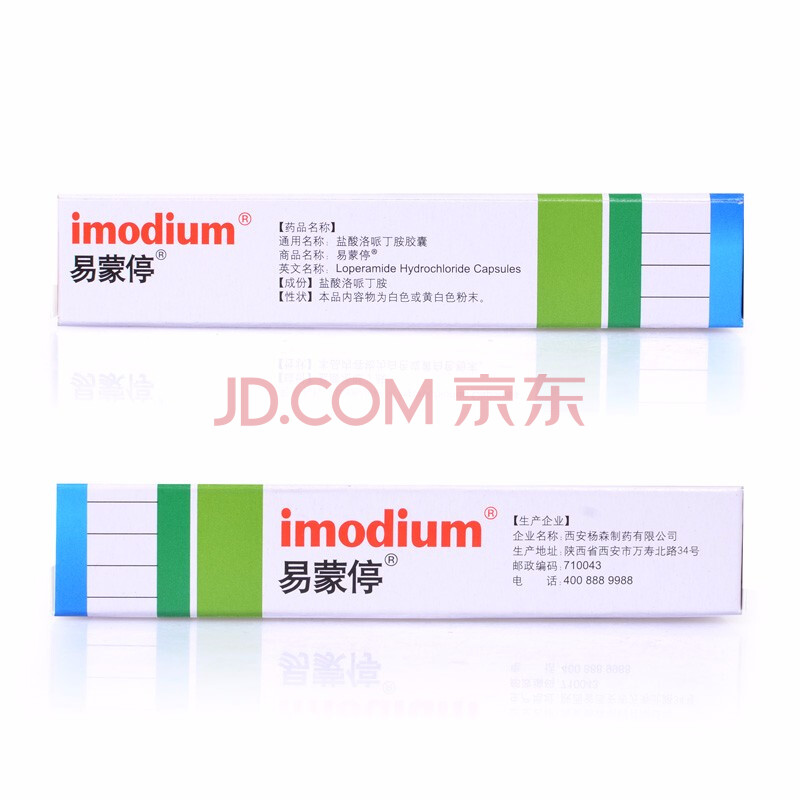 imodium®
易蒙停®
【药品名称】
通用名称：盐酸洛哌丁胺胶囊
商品名称：易蒙停®
英文名称：Loperamide Hydrochloride Capsules
【成份】盐酸洛哌丁胺
【性状】本品内容物为白色或黄白色粉末。
JD.COM 京东
imodium®
易蒙停®
【生产企业】
企业名称：西安杨森制药有限公司
生产地址：陕西省西安市万寿北路34号
邮政编码：710043
电　　话：400 888 9988